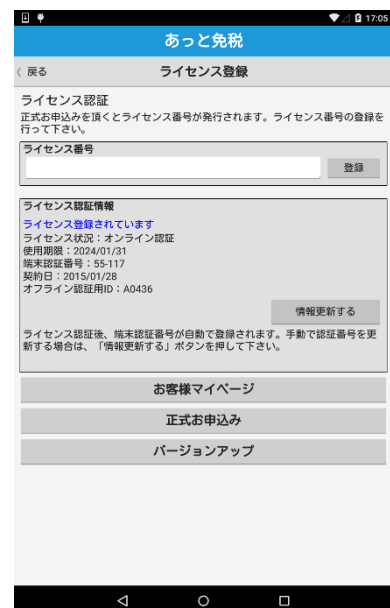 17:05
あっと免税
戻る
ライセンス登録
ライセンス認証
正式お申込みを頂くとライセンス番号が発行されます。ライセンス番号の登録を
行って下さい。
ライセンス番号
登録
ライセンス認証情報
ライセンス登録されています
ライセンス状況：オンライン認証
使用期限：2024/01/31
端末認証番号：55-117
契約日：2015/01/28
オフライン認証用ID：A0436
情報更新する
ライセンス認証後、端末認証番号が自動で登録されます。手動で認証番号を更
新する場合は、「情報更新する」ボタンを押して下さい。
お客様マイページ
正式お申込み
バージョンアップ